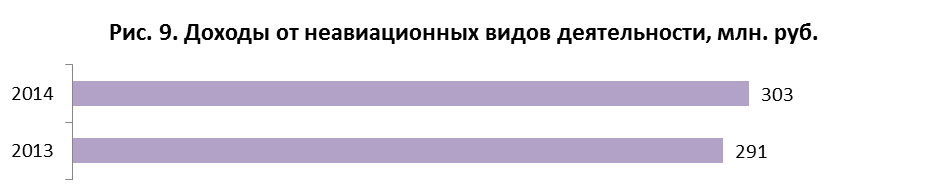 Рис. 9. Доходы от неавиационных видов деятельности, млн. руб.
2014 303
2013 291